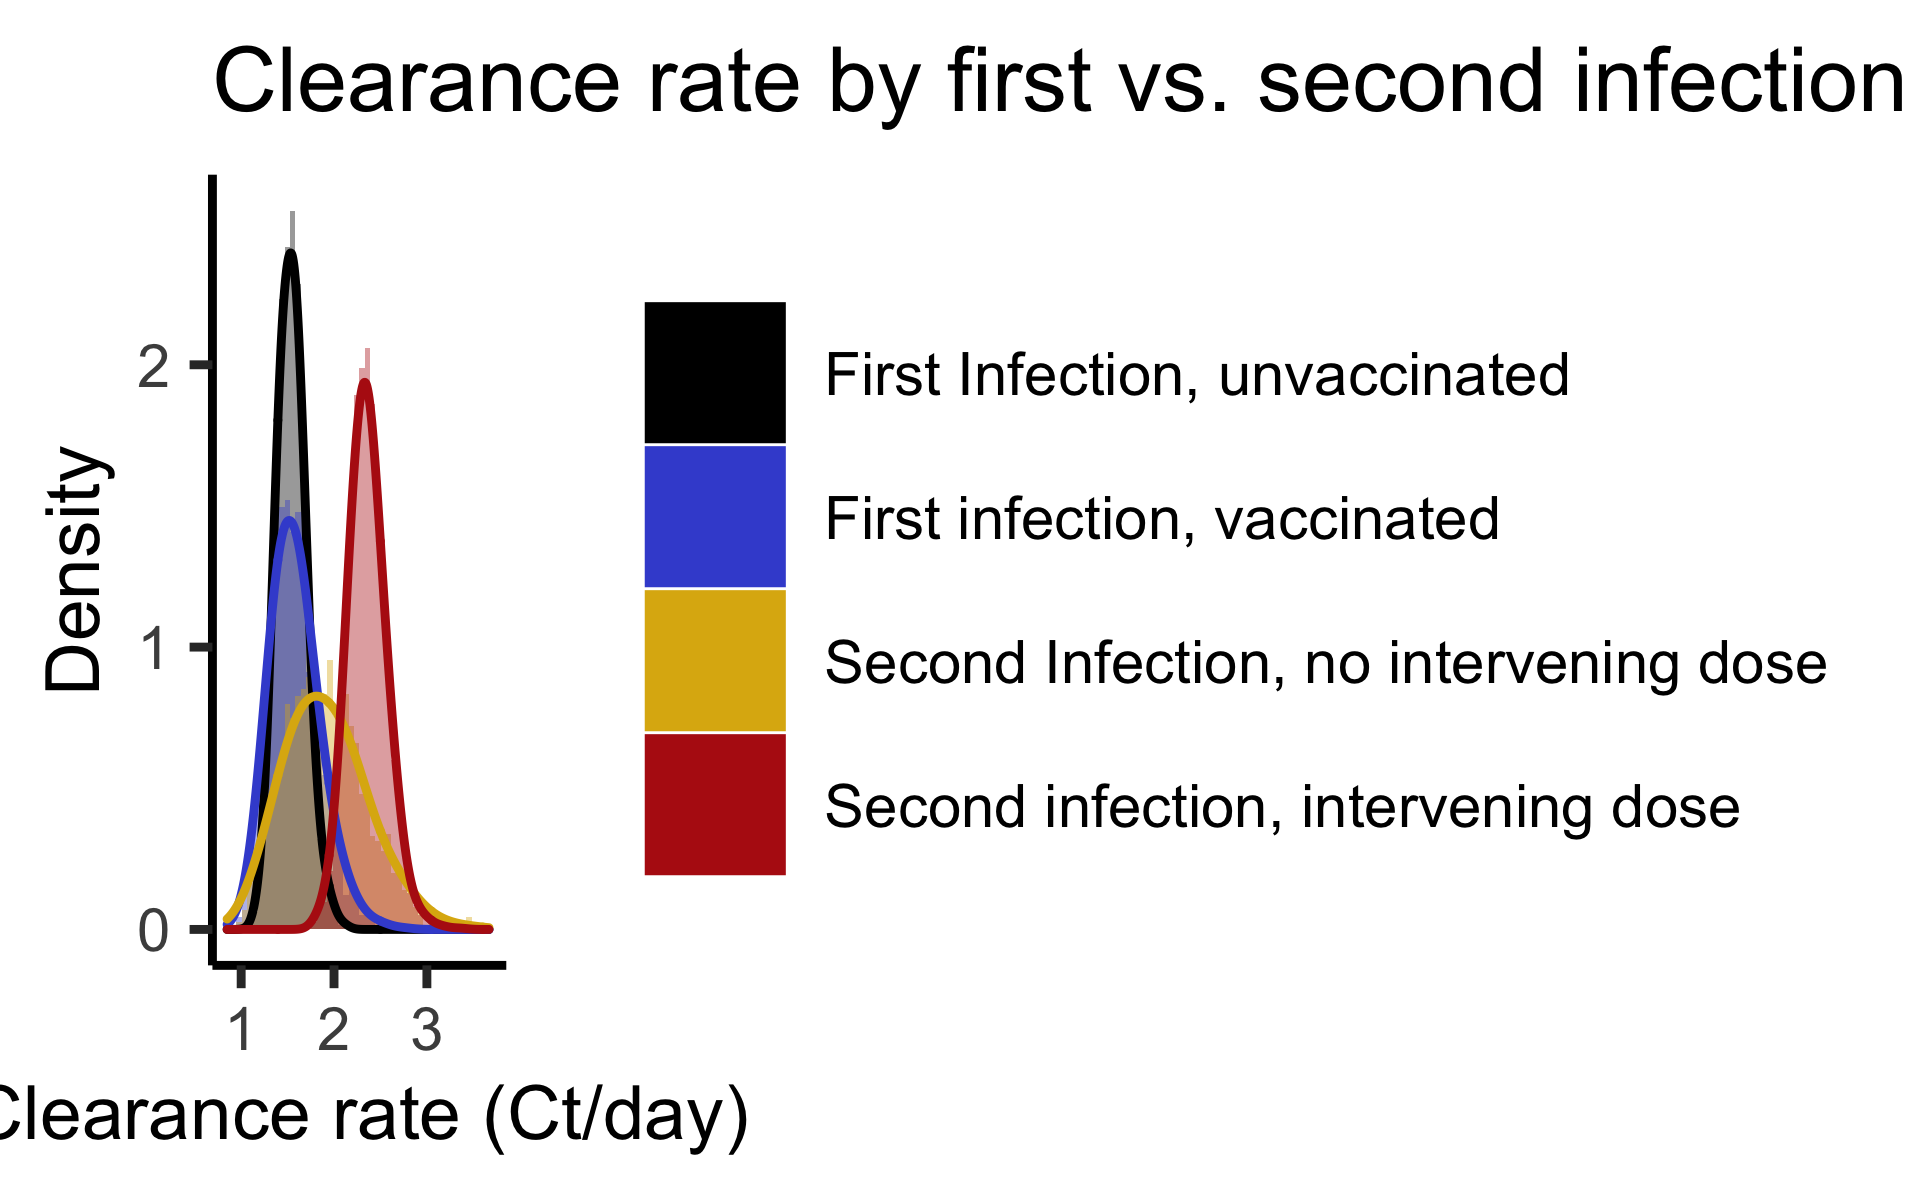 Clearance rate by first vs. second infection
Density
2
1
0
1 2 3
Clearance rate (Ct/day)
First Infection, unvaccinated
First infection, vaccinated
Second Infection, no intervening dose
Second infection, intervening dose